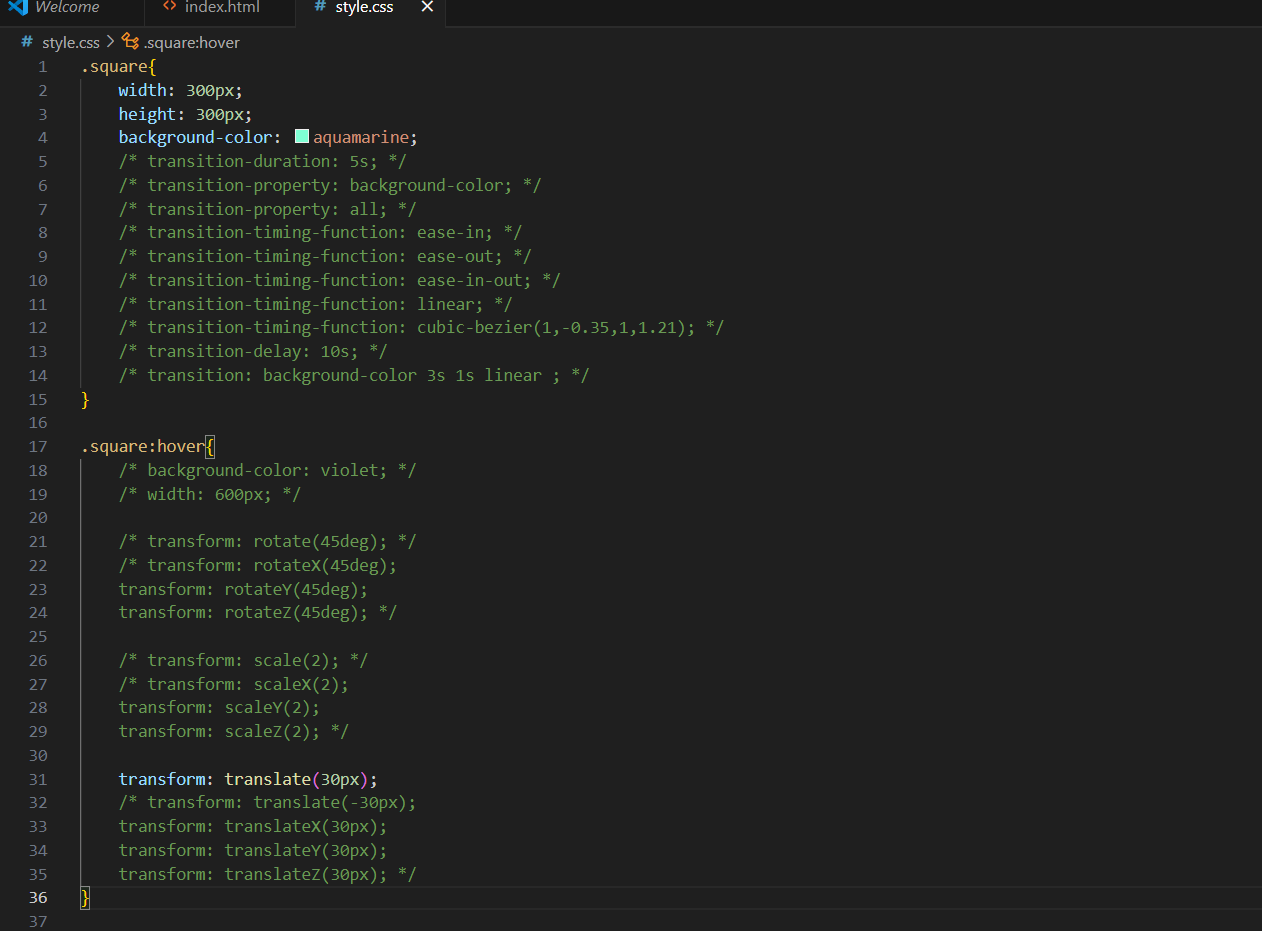 Welcome
<> index.html
# style.css ×
# style.css > .square:hover
1 .square{
2 width: 300px;
3 height: 300px;
4 background-color: aquamarine;
5 /* transition-duration: 5s; */
6 /* transition-property: background-color; */
7 /* transition-property: all; */
8 /* transition-timing-function: ease-in; */
9 /* transition-timing-function: ease-out; */
10 /* transition-timing-function: ease-in-out; */
11 /* transition-timing-function: linear; */
12 /* transition-timing-function: cubic-bezier(1,-0.35,1,1.21); */
13 /* transition-delay: 10s; */
14 /* transition: background-color 3s 1s linear ; */
15 }
16
17 .square:hover{
18 /* background-color: violet; */
19 /* width: 600px; */
20
21 /* transform: rotate(45deg); */
22 /* transform: rotateX(45deg);
23 transform: rotateY(45deg);
24 transform: rotateZ(45deg); */
25
26 /* transform: scale(2); */
27 /* transform: scaleX(2);
28 transform: scaleY(2);
29 transform: scaleZ(2); */
30
31 transform: translate(30px);
32 /* transform: translate(-30px);
33 transform: translateX(30px);
34 transform: translateY(30px);
35 transform: translateZ(30px); */
36 }
37